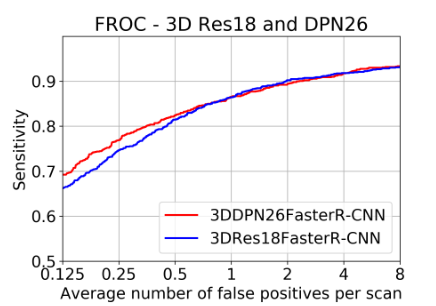 FROC - 3D Res18 and DPN26
Sensitivity
0.9
0.8
0.7
0.6
0.5
3DDPN26FasterR-CNN
3DRes18FasterR-CNN
0.125 0.25 0.5 1 2 4 8
Average number of false positives per scan